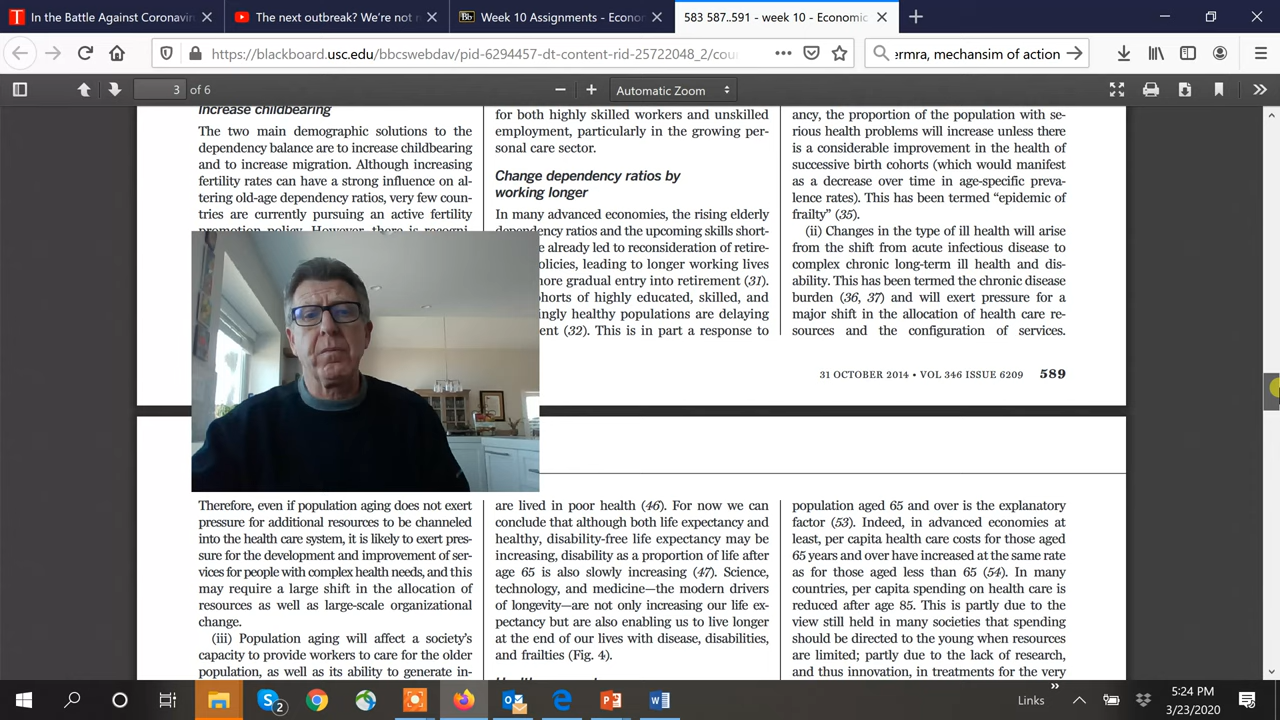 In the Battle Against Coronavir
The next outbreak? We're not r
Bb
Week 10 Assignments - Econo
583 587..591 - week 10 - Economic
https://blackboard.usc.edu/bbcswebdav/pid-6294457-dt-content-rid-25722048_2/cou
ermra, mechansim of action
3 of 6
Automatic Zoom
Increase childbearing
The two main demographic solutions to the
dependency balance are to increase childbearing
and to increase migration. Although increasing
fertility rates can have a strong influence on al-
tering old-age dependency ratios, very few coun-
tries are currently pursuing an active fertility
promotion policy. However, there is recogni-
for both highly skilled workers and unskilled
employment, particularly in the growing per-
sonal care sector.
Change dependency ratios by
working longer
In many advanced economies, the rising elderly
dependency ratios and the upcoming skills short-
e already led to reconsideration of retire-
olicies, leading to longer working lives
ore gradual entry into retirement (31).
ohorts of highly educated, skilled, and
ingly healthy populations are delaying
ent (32). This is in part a response to
ancy, the proportion of the population with se-
rious health problems will increase unless there
is a considerable improvement in the health of
successive birth cohorts (which would manifest
as a decrease over time in age-specific preva-
lence rates). This has been termed "epidemic of
frailty" (35).
(ii) Changes in the type of ill health will arise
from the shift from acute infectious disease to
complex chronic long-term ill health and dis-
ability. This has been termed the chronic disease
burden (36, 37) and will exert pressure for a
major shift in the allocation of health care re-
sources and the configuration of services.
31 OCTOBER 2014 • VOL 346 ISSUE 6209 589
Therefore, even if population aging does not exert
pressure for additional resources to be channeled
into the health care system, it is likely to exert pres-
sure for the development and improvement of ser-
vices for people with complex health needs, and this
may require a large shift in the allocation of
resources as well as large-scale organizational
change.
(iii) Population aging will affect a society's
capacity to provide workers to care for the older
population, as well as its ability to generate in-
are lived in poor health (46). For now we can
conclude that although both life expectancy and
healthy, disability-free life expectancy may be
increasing, disability as a proportion of life after
age 65 is also slowly increasing (47). Science,
technology, and medicine—the modern drivers
of longevity—are not only increasing our life ex-
pectancy but are also enabling us to live longer
at the end of our lives with disease, disabilities,
and frailties (Fig. 4).
population aged 65 and over is the explanatory
factor (53). Indeed, in advanced economies at
least, per capita health care costs for those aged
65 years and over have increased at the same rate
as for those aged less than 65 (54). In many
countries, per capita spending on health care is
reduced after age 85. This is partly due to the
view still held in many societies that spending
should be directed to the young when resources
are limited; partly due to the lack of research,
and thus innovation, in treatments for the very
2
Links
5:24 PM
3/23/2020